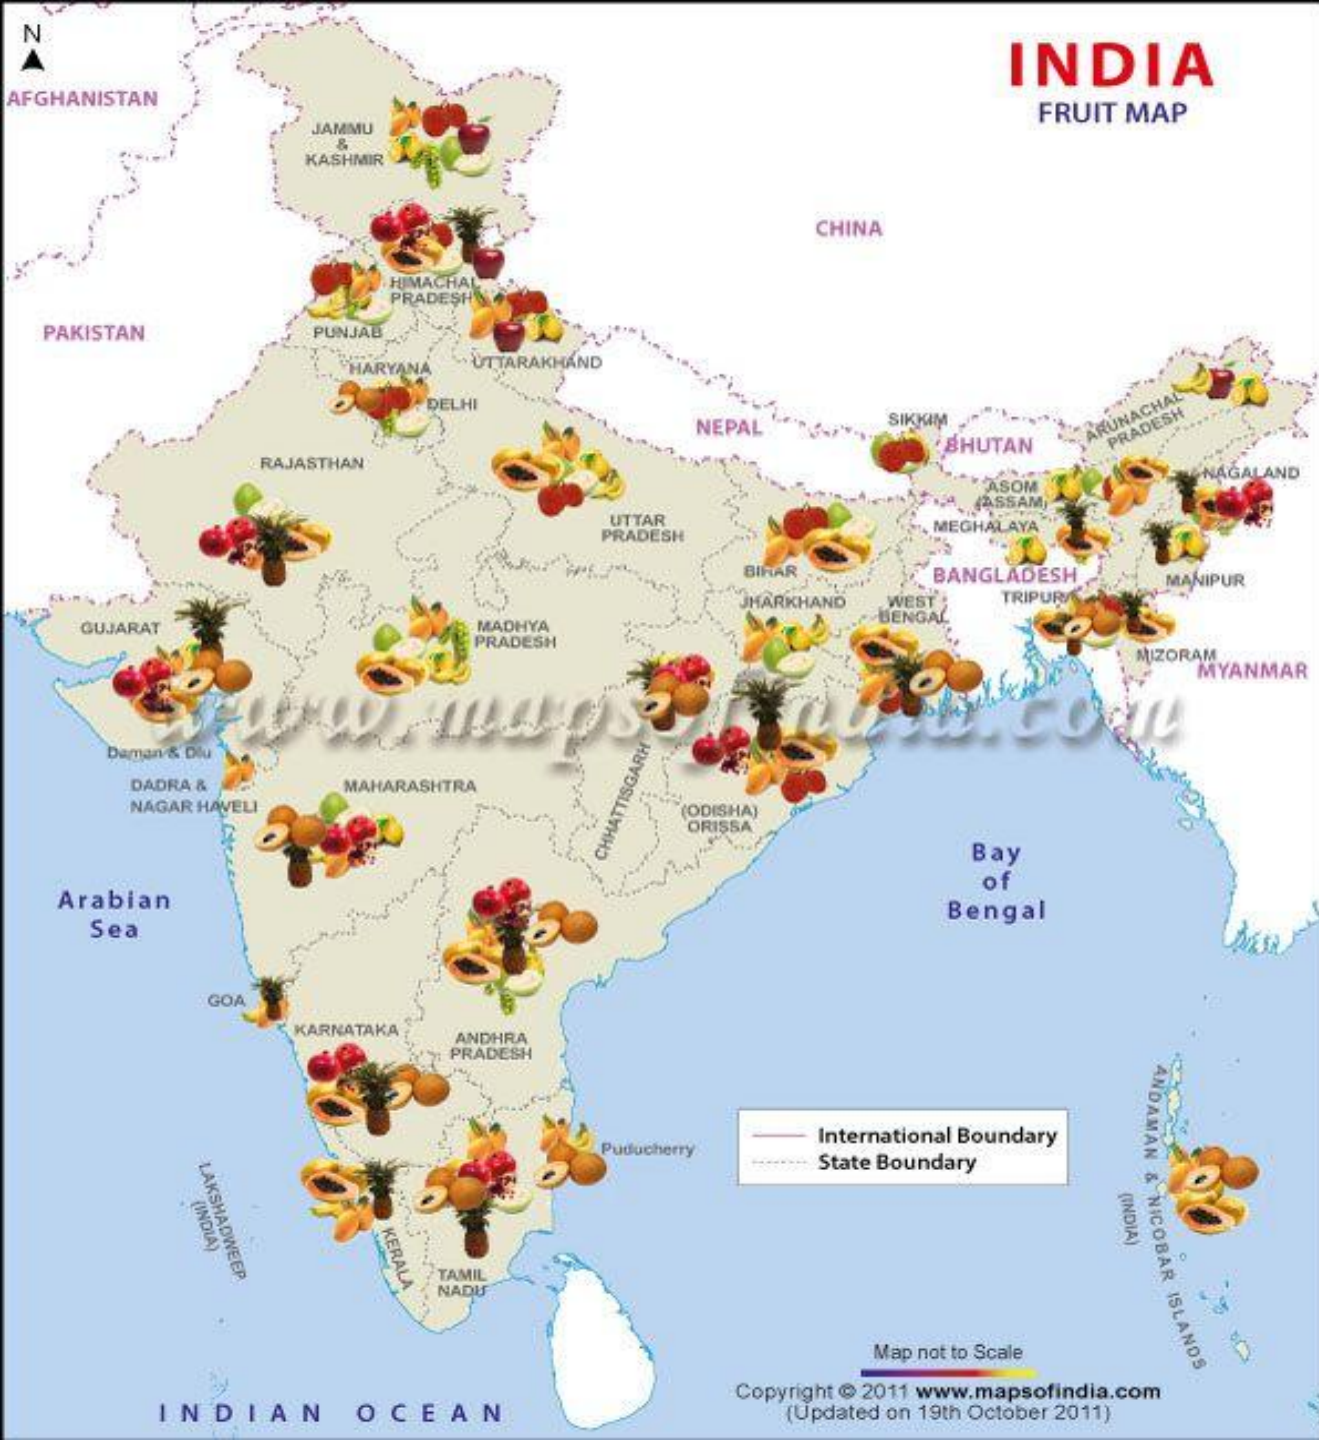 N
INDIA
FRUIT MAP
AFGHANISTAN
JAMMU
&
KASHMIR
CHINA
HIMACHAL
PRADESH
PAKISTAN
PUNJAB
UTTARAKHAND
HARYANA
DELHI
NEPAL
SIKKIM
BHUTAN
ARUNACHAL
PRADESH
RAJASTHAN
NAGALAND
ASOM
(ASSAM)
UTTAR
PRADESH
MEGHALAYA
BIHAR
BANGLADESH
MANIPUR
TRIPURA
JHARKHAND
WEST
BENGAL
GUJARAT
MADHYA
PRADESH
MIZORAM
MYANMAR
www.mapsofindia.com
Daman & Diu
DADRA &
NAGAR HAVELI
MAHARASHTRA
CHHATTISGARH
(ODISHA)
ORISSA
Bay
of
Bengal
Arabian
Sea
GOA
KARNATAKA
ANDHRA
PRADESH
International Boundary
State Boundary
Puducherry
LAKSHADWEEP
(INDIA)
KERALA
TAMIL
NADU
ANDAMAN & NICOBAR ISLANDS
(INDIA)
Map not to Scale
Copyright © 2011 www.mapsofindia.com
(Updated on 19th October 2011)
INDIAN OCEAN